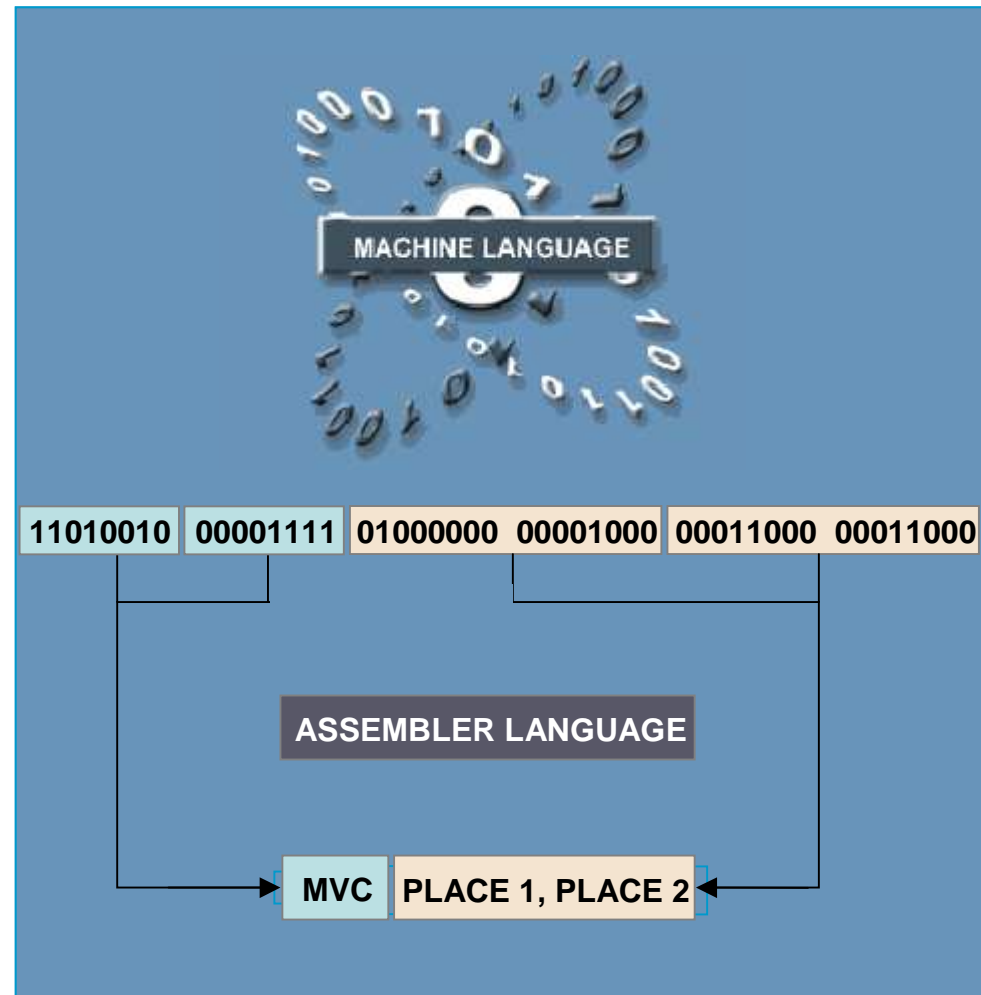 MACHINE LANGUAGE
11010010 00001111 01000000 00001000 00011000 00011000
ASSEMBLER LANGUAGE
MVC PLACE 1, PLACE 2